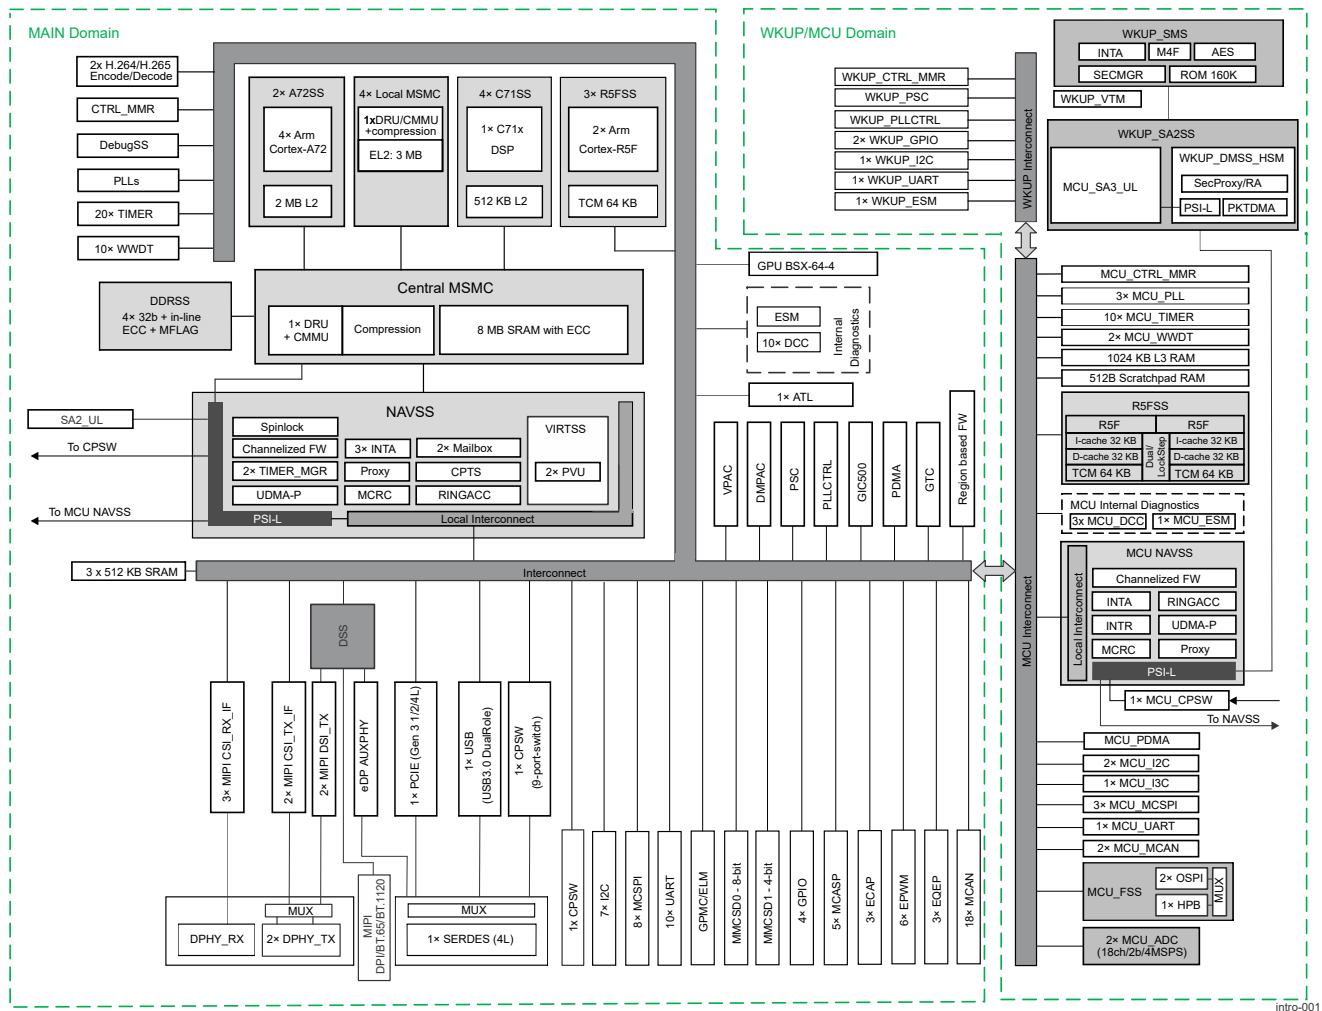 MAIN Domain
2x H.264/H.265
Encode/Decode
CTRL_MMR
DebugSS
PLLs
20× TIMER
10× WWDT
2× A72SS
4× Arm
Cortex-A72
2 MB L2
4× Local MSMC
1xDRU/CMMU
+compression
EL2: 3 MB
4× C71SS
1× C71x
DSP
512 KB L2
3× R5FSS
2× Arm
Cortex-R5F
TCM 64 KB
DDRSS
4× 32b + in-line
ECC + MFLAG
Central MSMC
1× DRU
+ CMMU
Compression
8 MB SRAM with ECC
GPU BSX-64-4
ESM
10× DCC
Internal
Diagnostics
1× ATL
SA2_UL
To CPSW
To MCU NAVSS
NAVSS
Spinlock
Channelized FW
2× TIMER_MGR
UDMA-P
3× INTA
Proxy
MCRC
2× Mailbox
CPTS
RINGACC
VIRTSS
2× PVU
PSI-L
Local Interconnect
VPAC
DMPAC
PSC
PLLCTRL
GIC500
PDMA
GTC
Region based FW
3 x 512 KB SRAM
Interconnect
DSS
3× MIPI CSI_RX_IF
2× MIPI CSI_TX_IF
2× MIPI DSI_TX
eDP AUXPHY
1× PCIE (Gen 3 1/2/4L)
1× USB
(USB3.0 DualRole)
1× CPSW
(9-port-switch)
DPHY_RX
MUX
2× DPHY_TX
MIPI
DPI/BT.65/BT.1120
MUX
1× SERDES (4L)
1x CPSW
7× I2C
8× MCSPI
10× UART
GPMC/ELM
MMCSD0 - 8-bit
MMCSD1 - 4-bit
4× GPIO
5× MCASP
3× ECAP
6× EPWM
3× EQEP
18× MCAN
WKUP/MCU Domain
WKUP_CTRL_MMR
WKUP_PSC
WKUP_PLLCTRL
2× WKUP_GPIO
1× WKUP_I2C
1× WKUP_UART
1× WKUP_ESM
WKUP Interconnect
WKUP_SMS
INTA
M4F
AES
SECMGR
ROM 160K
WKUP_VTM
WKUP_SA2SS
MCU_SA3_UL
WKUP_DMSS_HSM
SecProxy/RA
PSI-L
PKTDMA
MCU Interconnect
MCU_CTRL_MMR
3× MCU_PLL
10× MCU_TIMER
2× MCU_WWDT
1024 KB L3 RAM
512B Scratchpad RAM
R5FSS
R5F
R5F
I-cache 32 KB
D-cache 32 KB
TCM 64 KB
Dual/
LockStep
I-cache 32 KB
D-cache 32 KB
TCM 64 KB
MCU Internal Diagnostics
3x MCU_DCC
1× MCU_ESM
MCU NAVSS
Local Interconnect
Channelized FW
INTA
RINGACC
INTR
UDMA-P
MCRC
Proxy
PSI-L
1× MCU_CPSW
To NAVSS
MCU_PDMA
2× MCU_I2C
1× MCU_I3C
3× MCU_MCSPI
1× MCU_UART
2× MCU_MCAN
MCU_FSS
2× OSPI
1× HPB
MUX
2× MCU_ADC
(18ch/2b/4MSPS)
intro-001